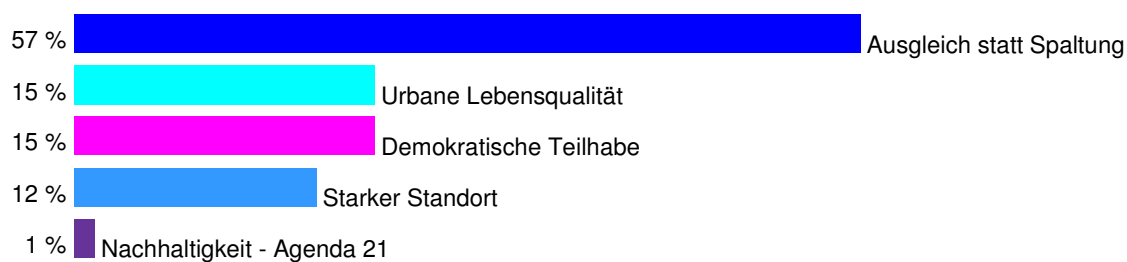 57 % Ausgleich statt Spaltung
15 % Urbane Lebensqualität
15 % Demokratische Teilhabe
12 % Starker Standort
1 % Nachhaltigkeit - Agenda 21